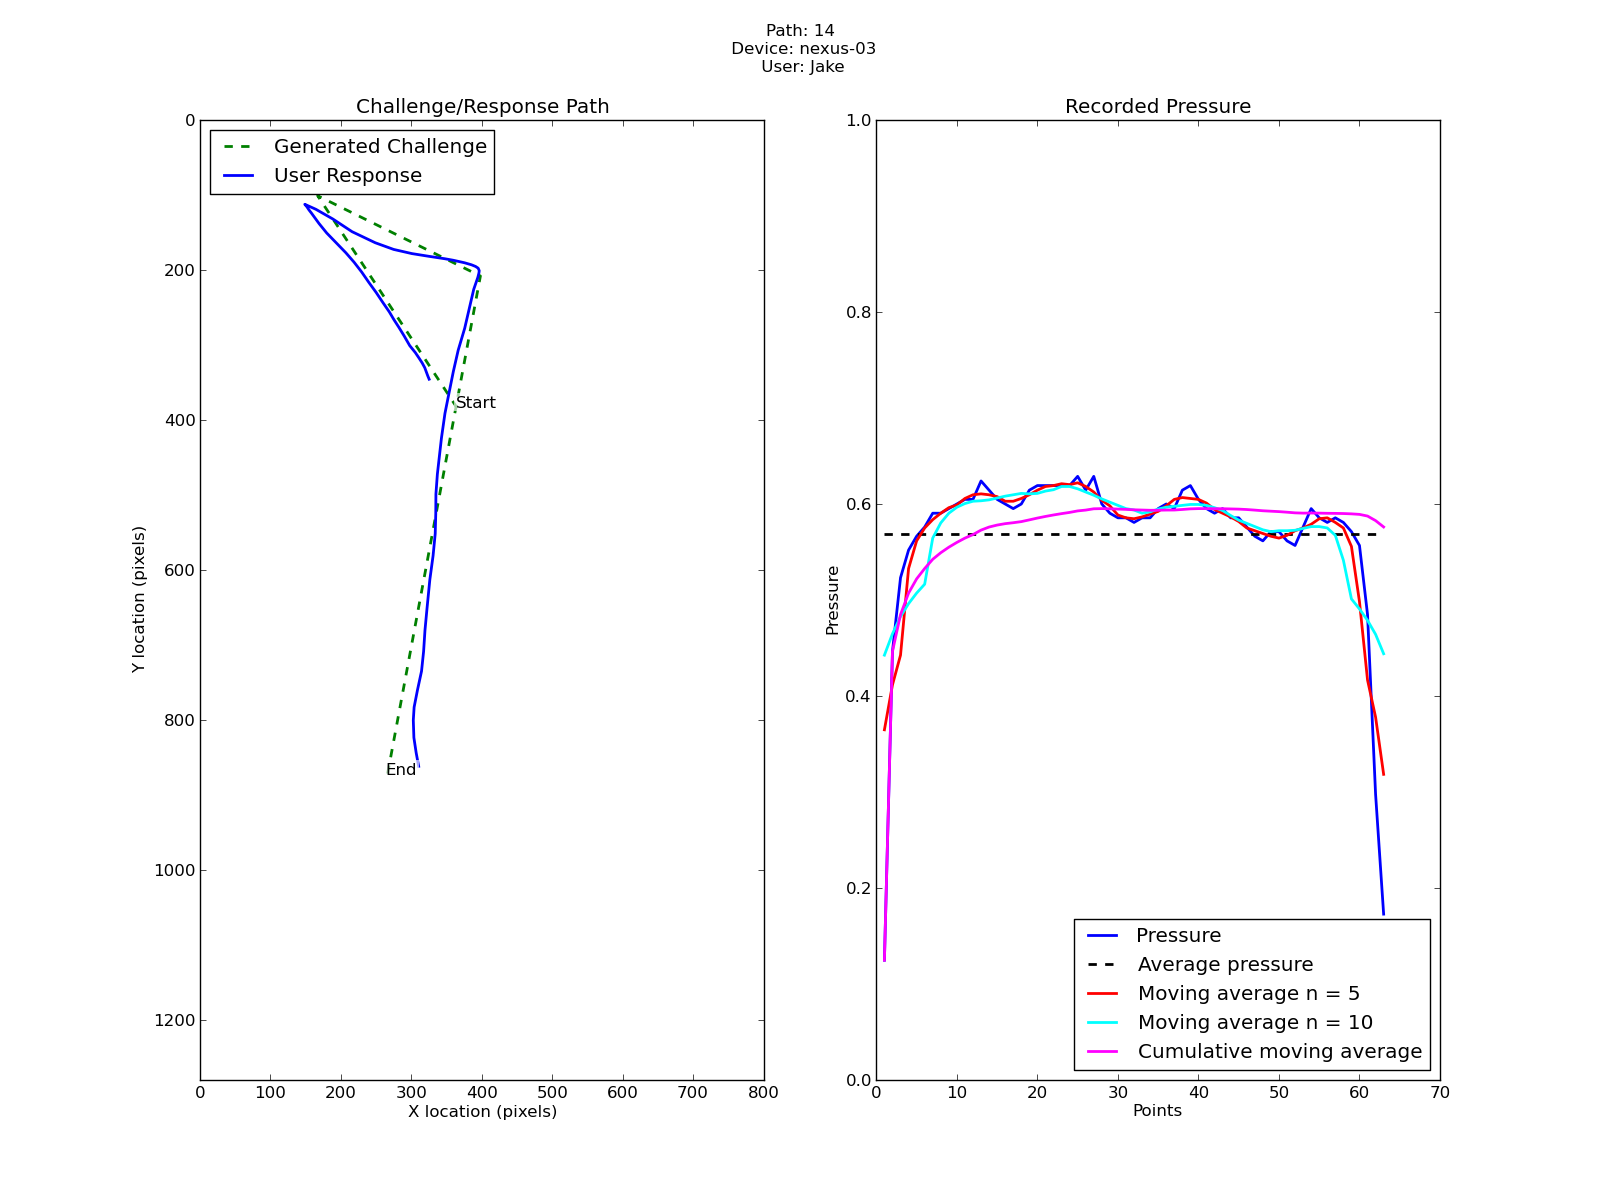 Path: 14
Device: nexus-03
User: Jake
Challenge/Response Path
Generated Challenge
User Response
0
200
400
600
800
1000
1200
Y location (pixels)
Start
End
0 100 200 300 400 500 600 700 800
X location (pixels)
Recorded Pressure
1.0
0.8
0.6
0.4
0.2
0.0
Pressure
Pressure
Average pressure
Moving average n = 5
Moving average n = 10
Cumulative moving average
0 10 20 30 40 50 60 70
Points